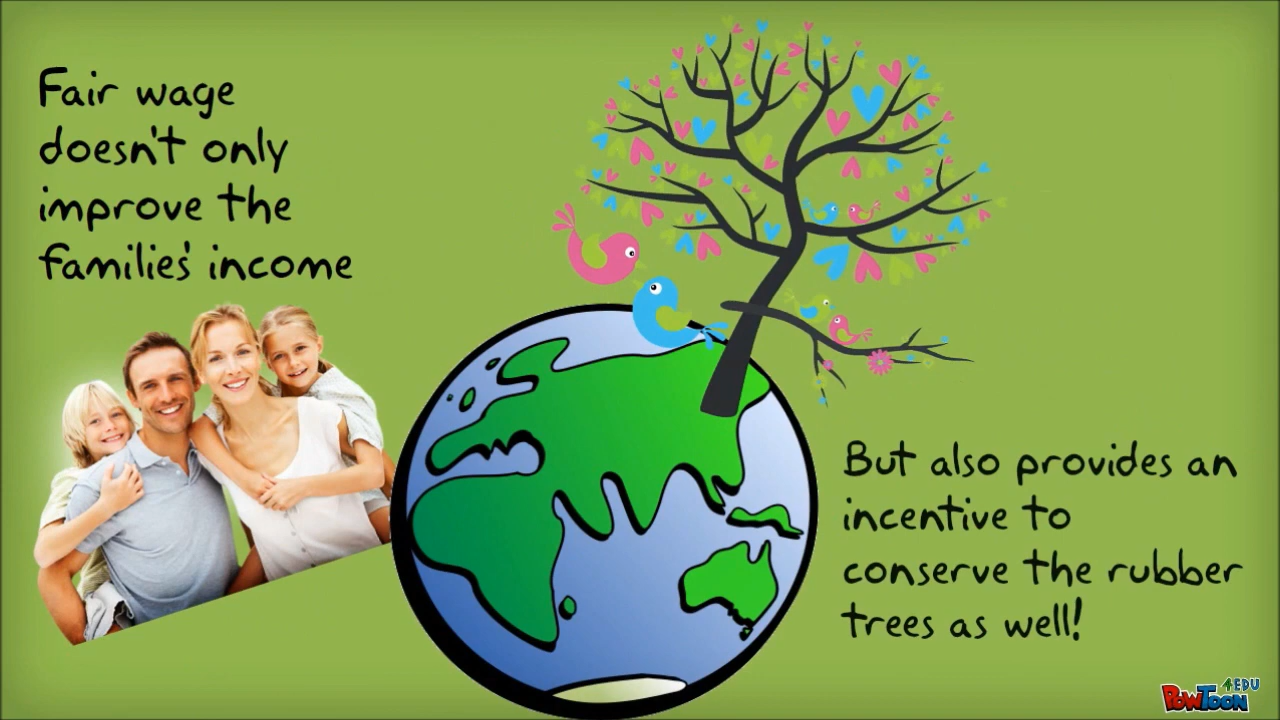 Fair wage
doesn't only
improve the
families' income
But also provides an
incentive to
conserve the rubber
trees as well!
4EDU
POWTOON